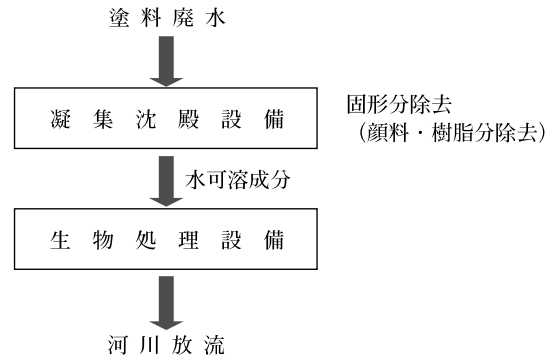 塗料廃水
凝集沈殿設備
固形分除去
（顔料・樹脂分除去）
水可溶成分
生物処理設備
河川放流